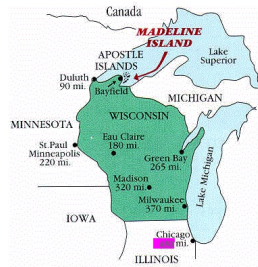 Canada
MADELINE
ISLAND
APOSTLE
ISLANDS
Lake
Superior
Duluth
90 mi.
Bayfield
MICHIGAN
WISCONSIN
MINNESOTA
Eau Claire
180 mi.
St Paul
Minneapolis
220 mi.
Green Bay
265 mi.
Madison
320 mi.
Milwaukee
370 mi.
Lake Michigan
IOWA
Chicago
mi.
ILLINOIS